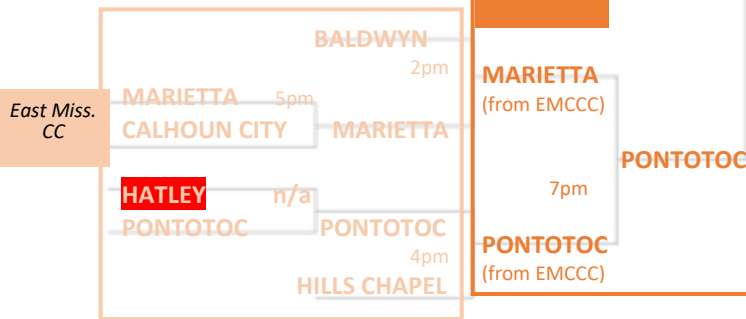 BALDWYN
2pm
MARIETTA 5pm
CALHOUN CITY
East Miss.
CC
MARIETTA
HATLEY n/a
PONTOTOC
PONTOTOC
4pm
HILLS CHAPEL
MARIETTA
(from EMCCC)
7pm
PONTOTOC
(from EMCCC)
PONTOTOC